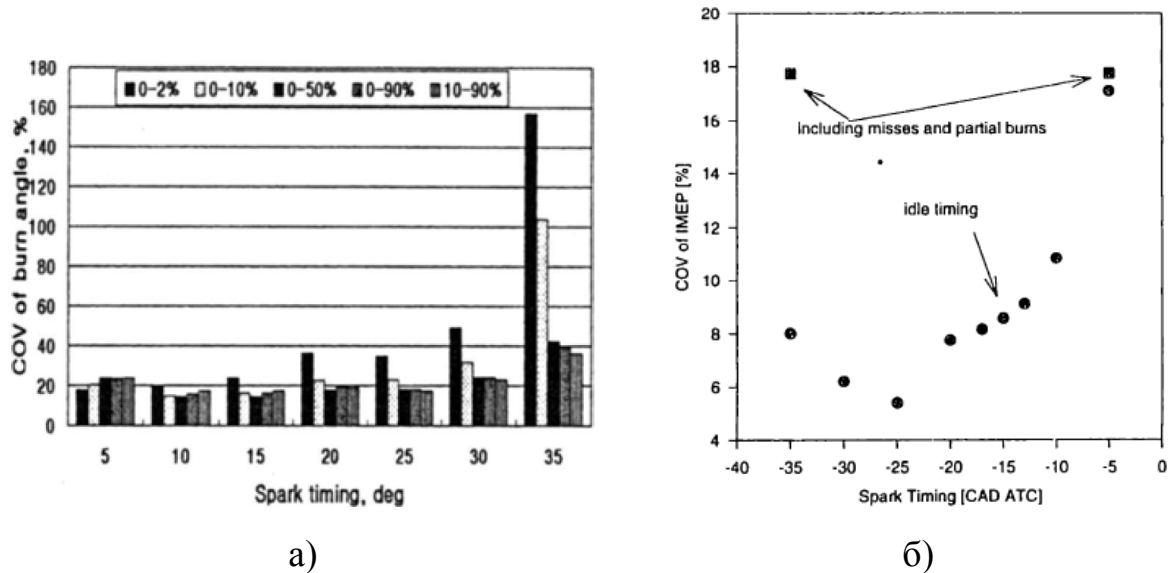 180
160
140
120
100
80
60
40
20
0
COV of burn angle, %
0-2% 0-10% 0-50% 0-90% 10-90%
5 10 15 20 25 30 35
Spark timing, deg
а)
20
18
16
14
12
10
8
6
4
COV of IMEP [%]
Including misses and partial burns
idle timing
-40 -35 -30 -25 -20 -15 -10 -5 0
Spark Timing [CAD ATC]
б)